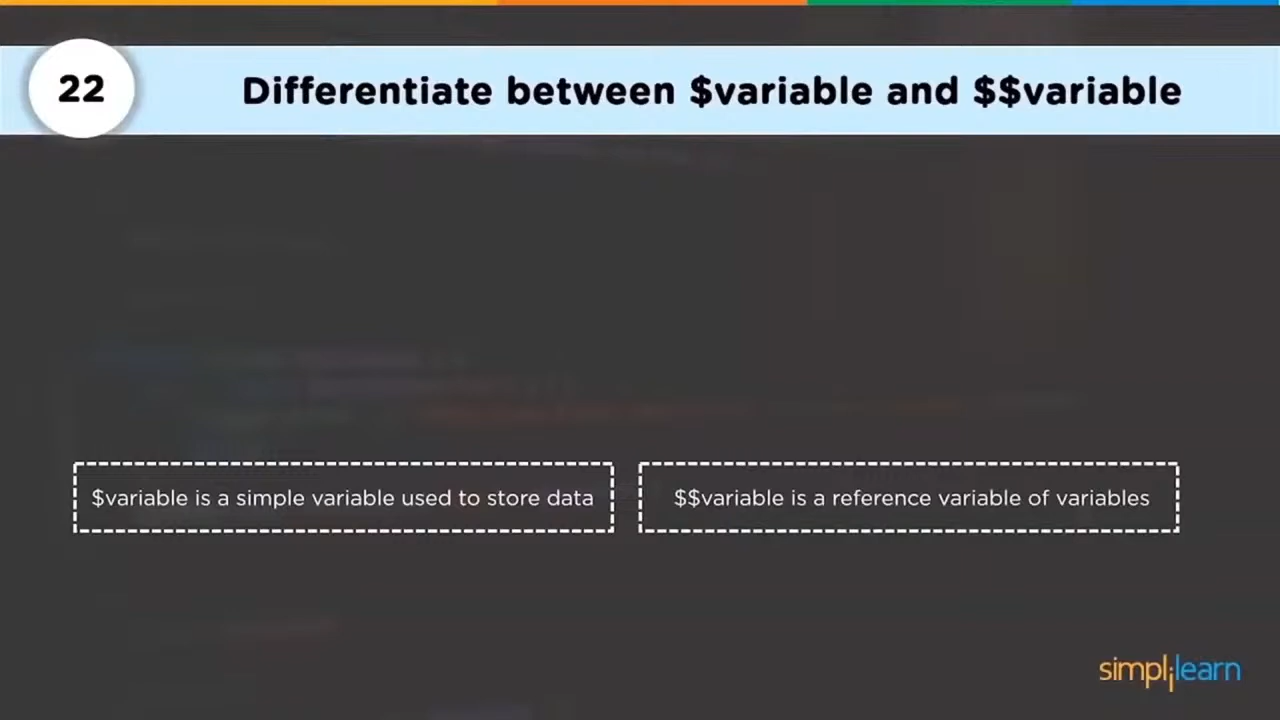 22
Differentiate between $variable and $$variable
$variable is a simple variable used to store data
$$variable is a reference variable of variables
simplilearn